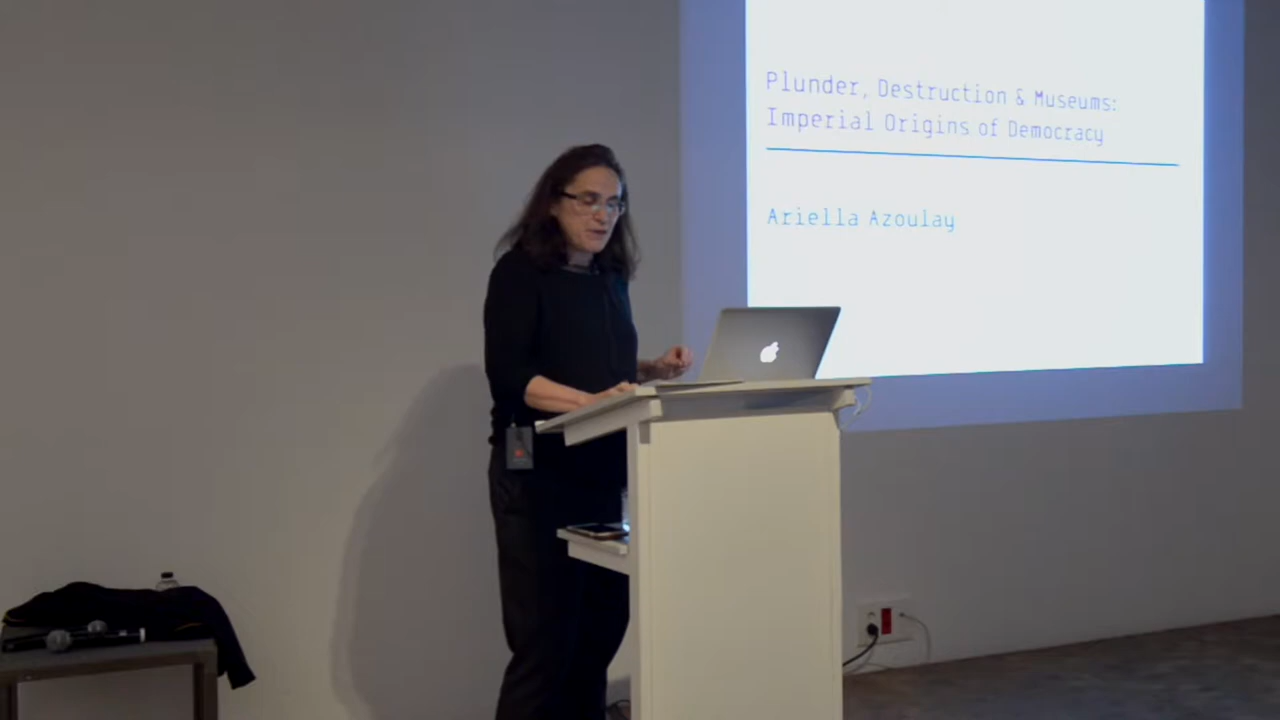 Plunder, Destruction & Museums:
Imperial Origins of Democracy
Ariella Azoulay